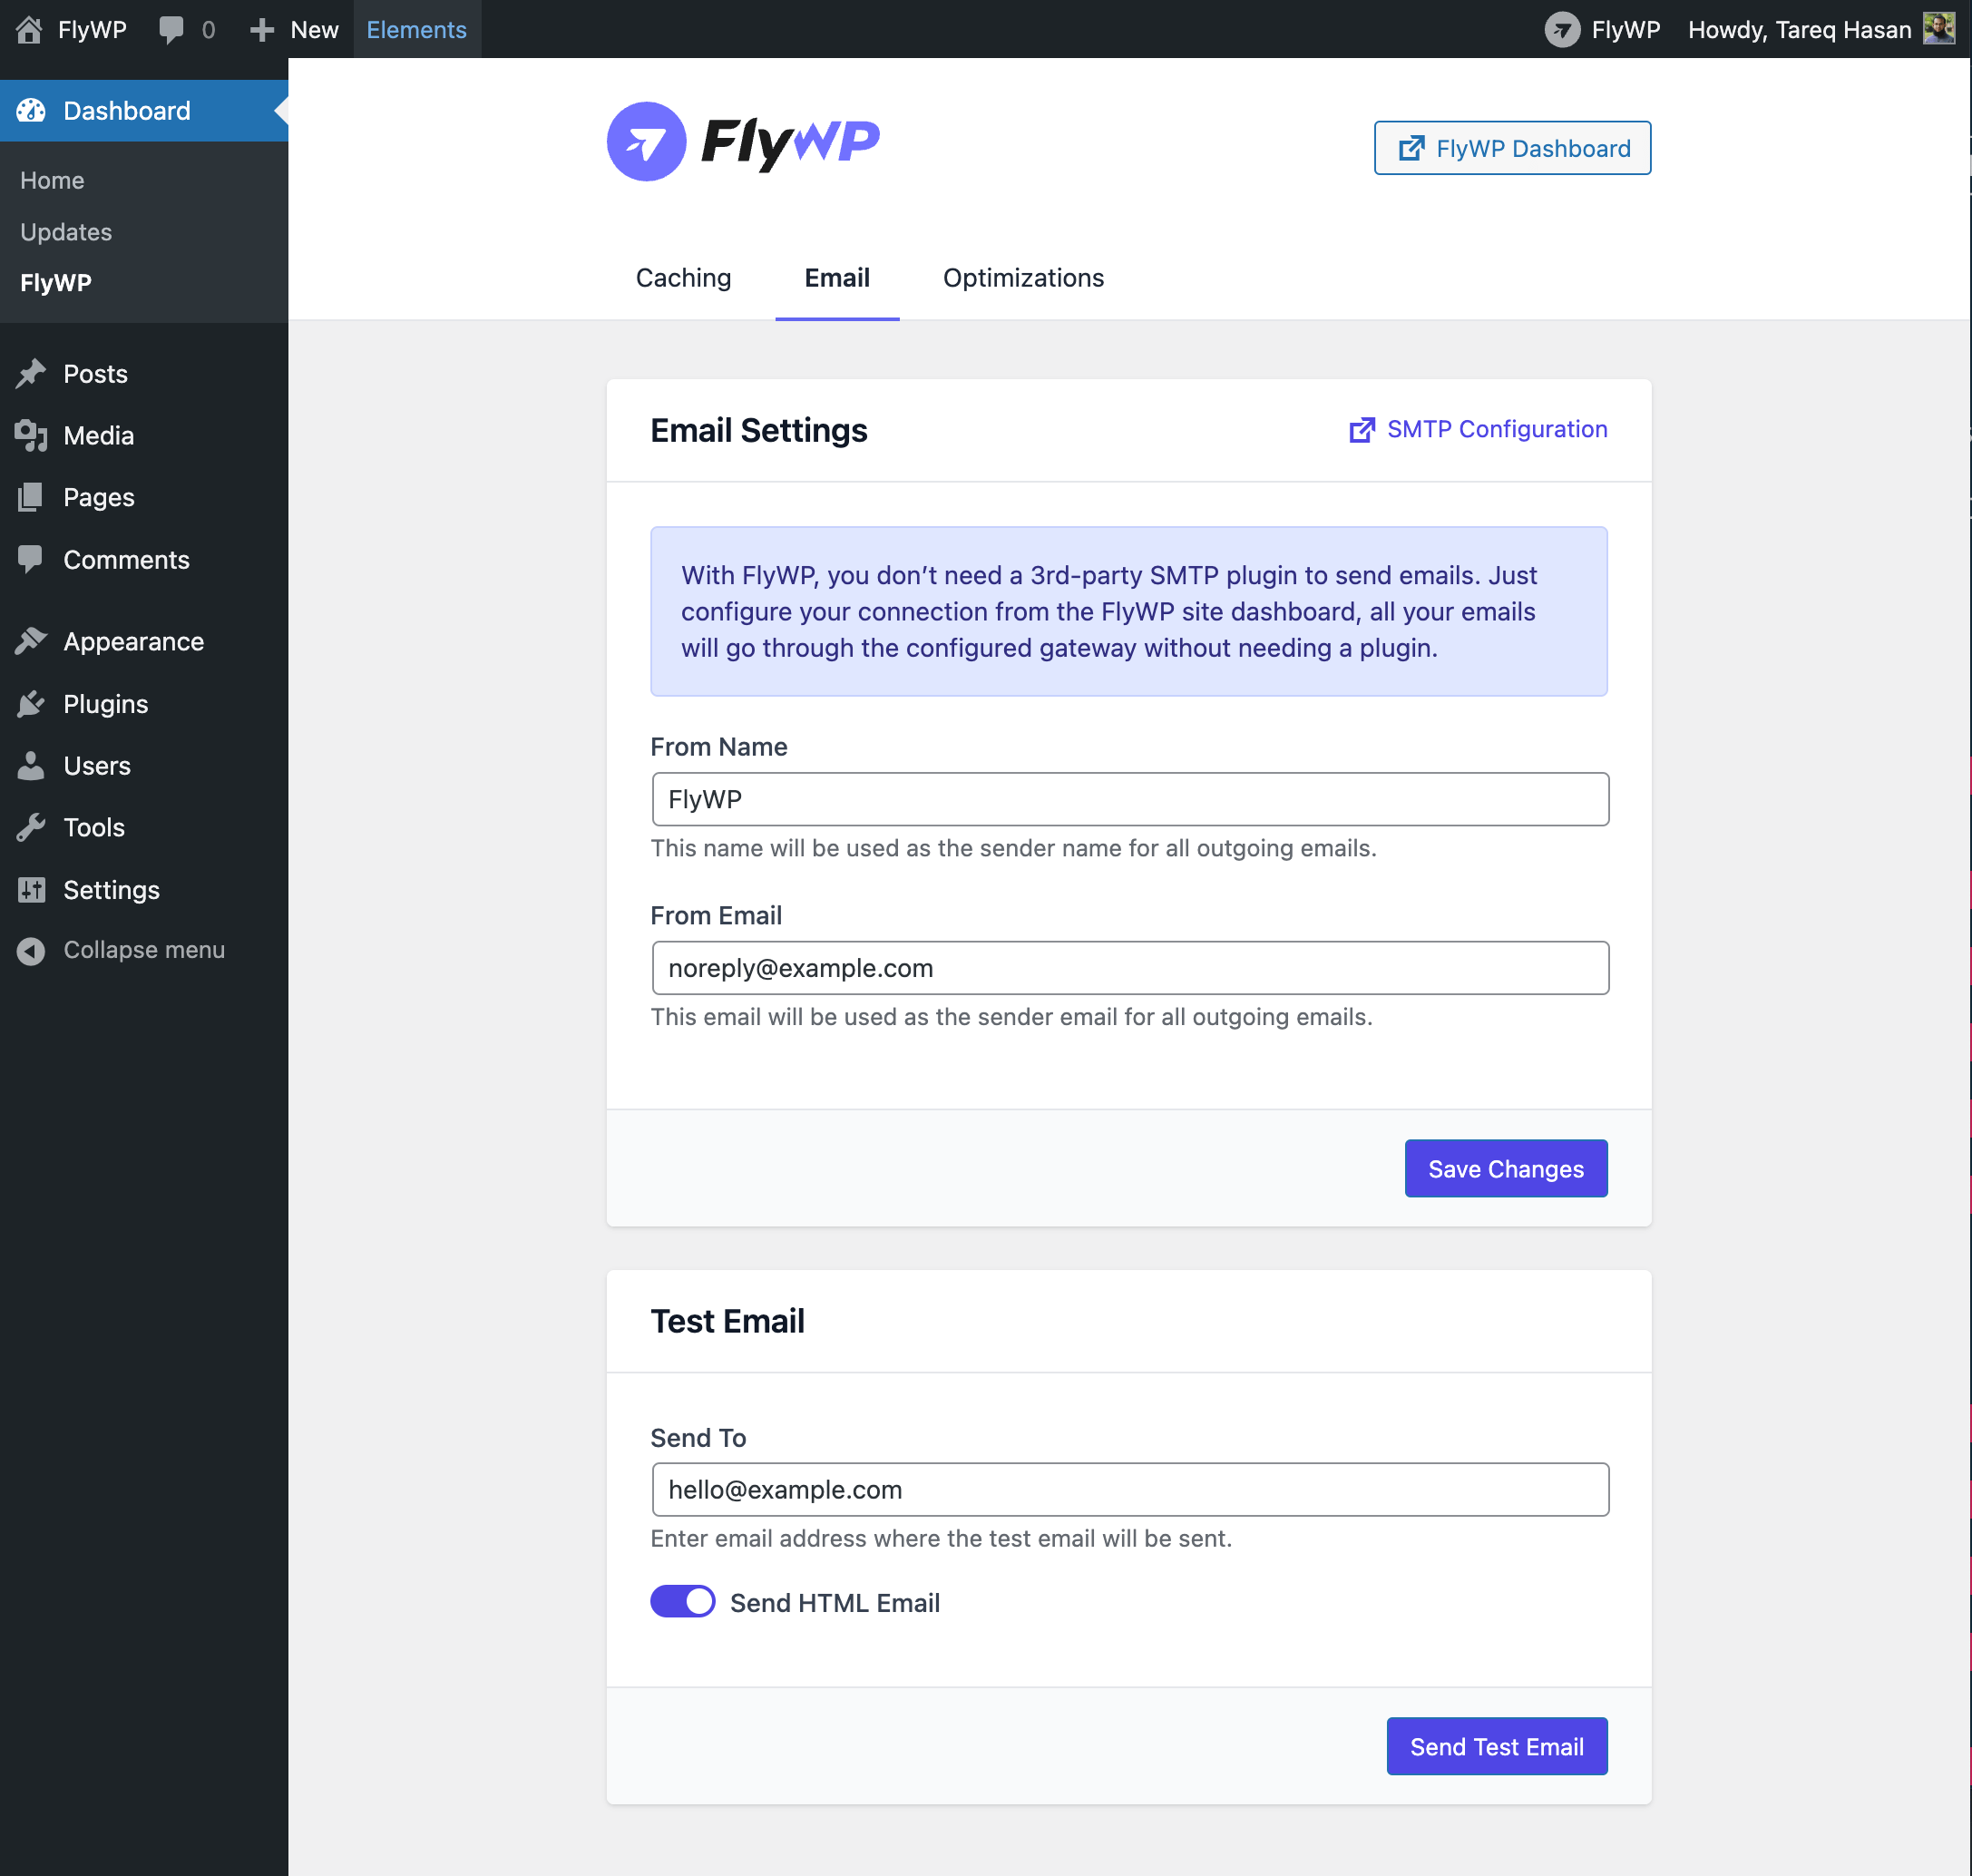 FlyWP
0
New
Elements
FlyWP
Howdy, Tareq Hasan
Dashboard
Home
Updates
FlyWP
Posts
Media
Pages
Comments
Appearance
Plugins
Users
Tools
Settings
Collapse menu
FlyWP
FlyWP Dashboard
Caching
Email
Optimizations
Email Settings
SMTP Configuration
With FlyWP, you don’t need a 3rd-party SMTP plugin to send emails. Just
configure your connection from the FlyWP site dashboard, all your emails
will go through the configured gateway without needing a plugin.
From Name
FlyWP
This name will be used as the sender name for all outgoing emails.
From Email
noreply@example.com
This email will be used as the sender email for all outgoing emails.
Save Changes
Test Email
Send To
hello@example.com
Enter email address where the test email will be sent.
Send HTML Email
Send Test Email